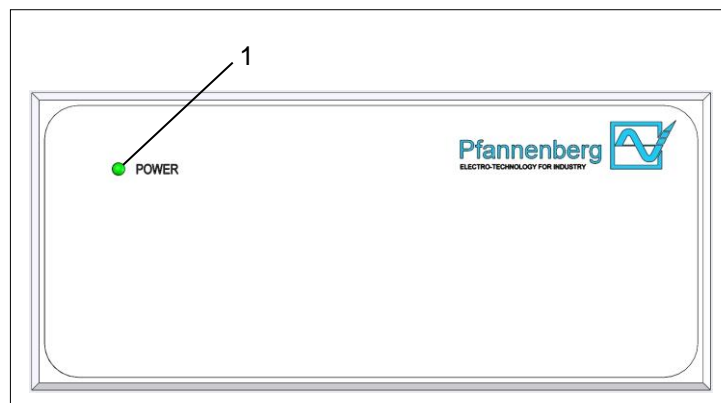 1
POWER
Pfannenberg
ELECTRO-TECHNOLOGY FOR INDUSTRY